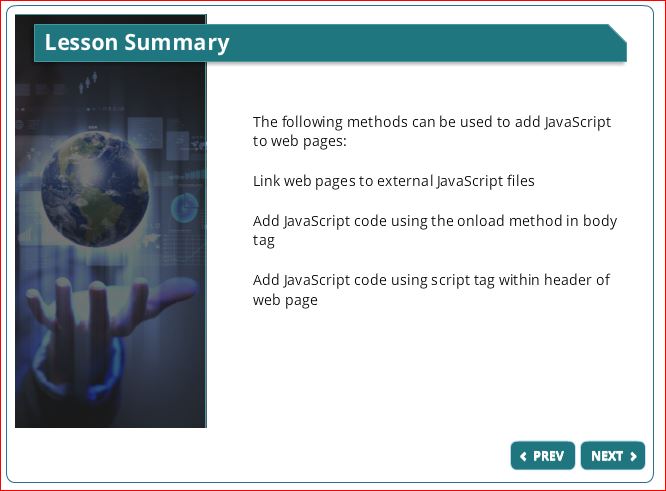 Lesson Summary
The following methods can be used to add JavaScript
to web pages:
Link web pages to external JavaScript files
Add JavaScript code using the onload method in body
tag
Add JavaScript code using script tag within header of
web page
PREV
NEXT